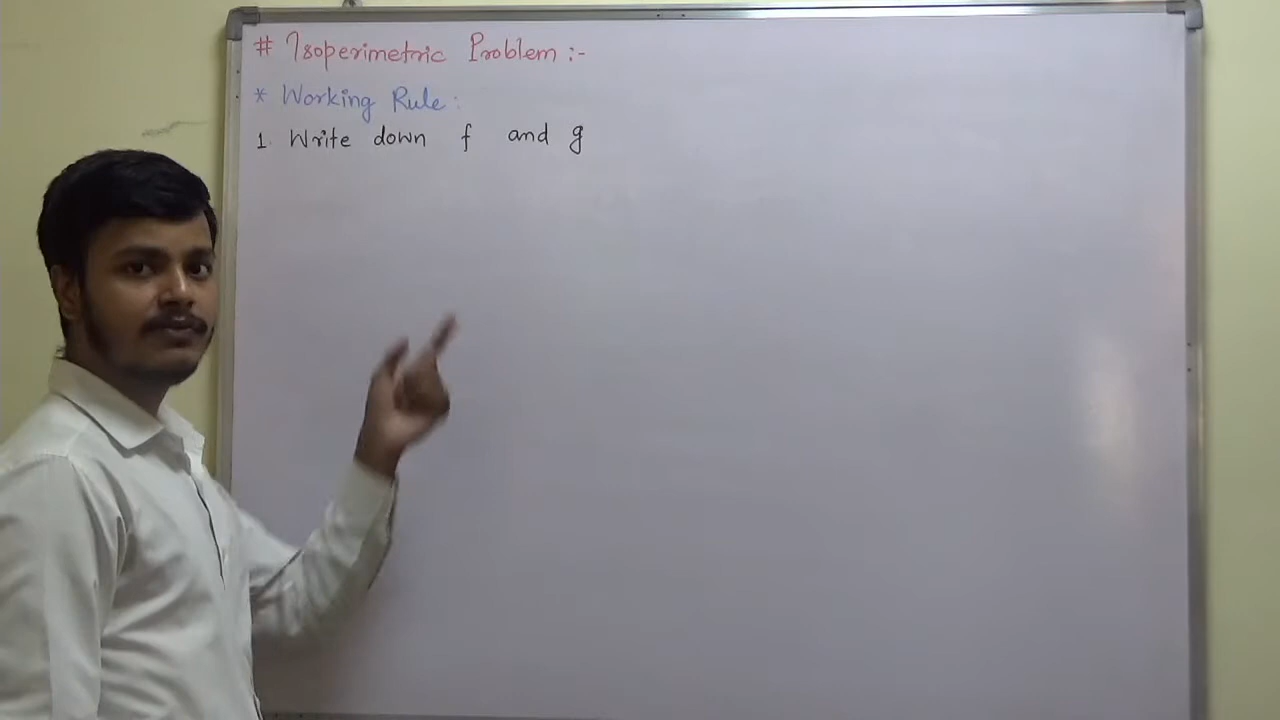 # Isoperimetric Problem :-
* Working Rule :
1. Write down f and g